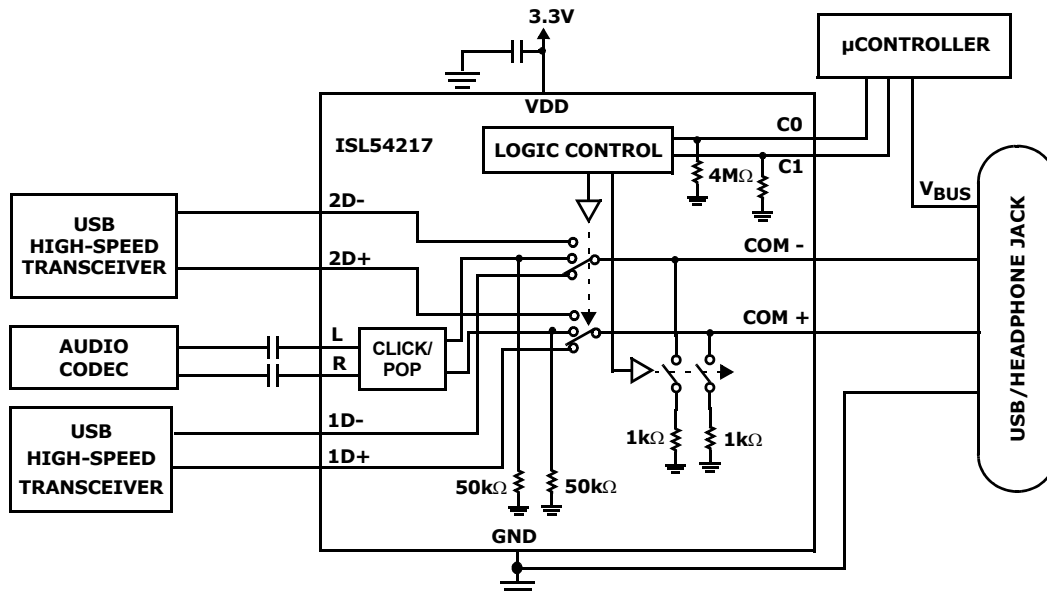 3.3V
µCONTROLLER
VDD
C0
ISL54217
LOGIC CONTROL
C1
4MΩ
VBUS
2D-
USB
HIGH-SPEED
TRANSCEIVER
2D+
COM -
COM +
USB/HEADPHONE JACK
AUDIO
CODEC
L
R
CLICK/
POP
1D-
1D+
USB
HIGH-SPEED
TRANSCEIVER
1kΩ
1kΩ
50kΩ
50kΩ
GND